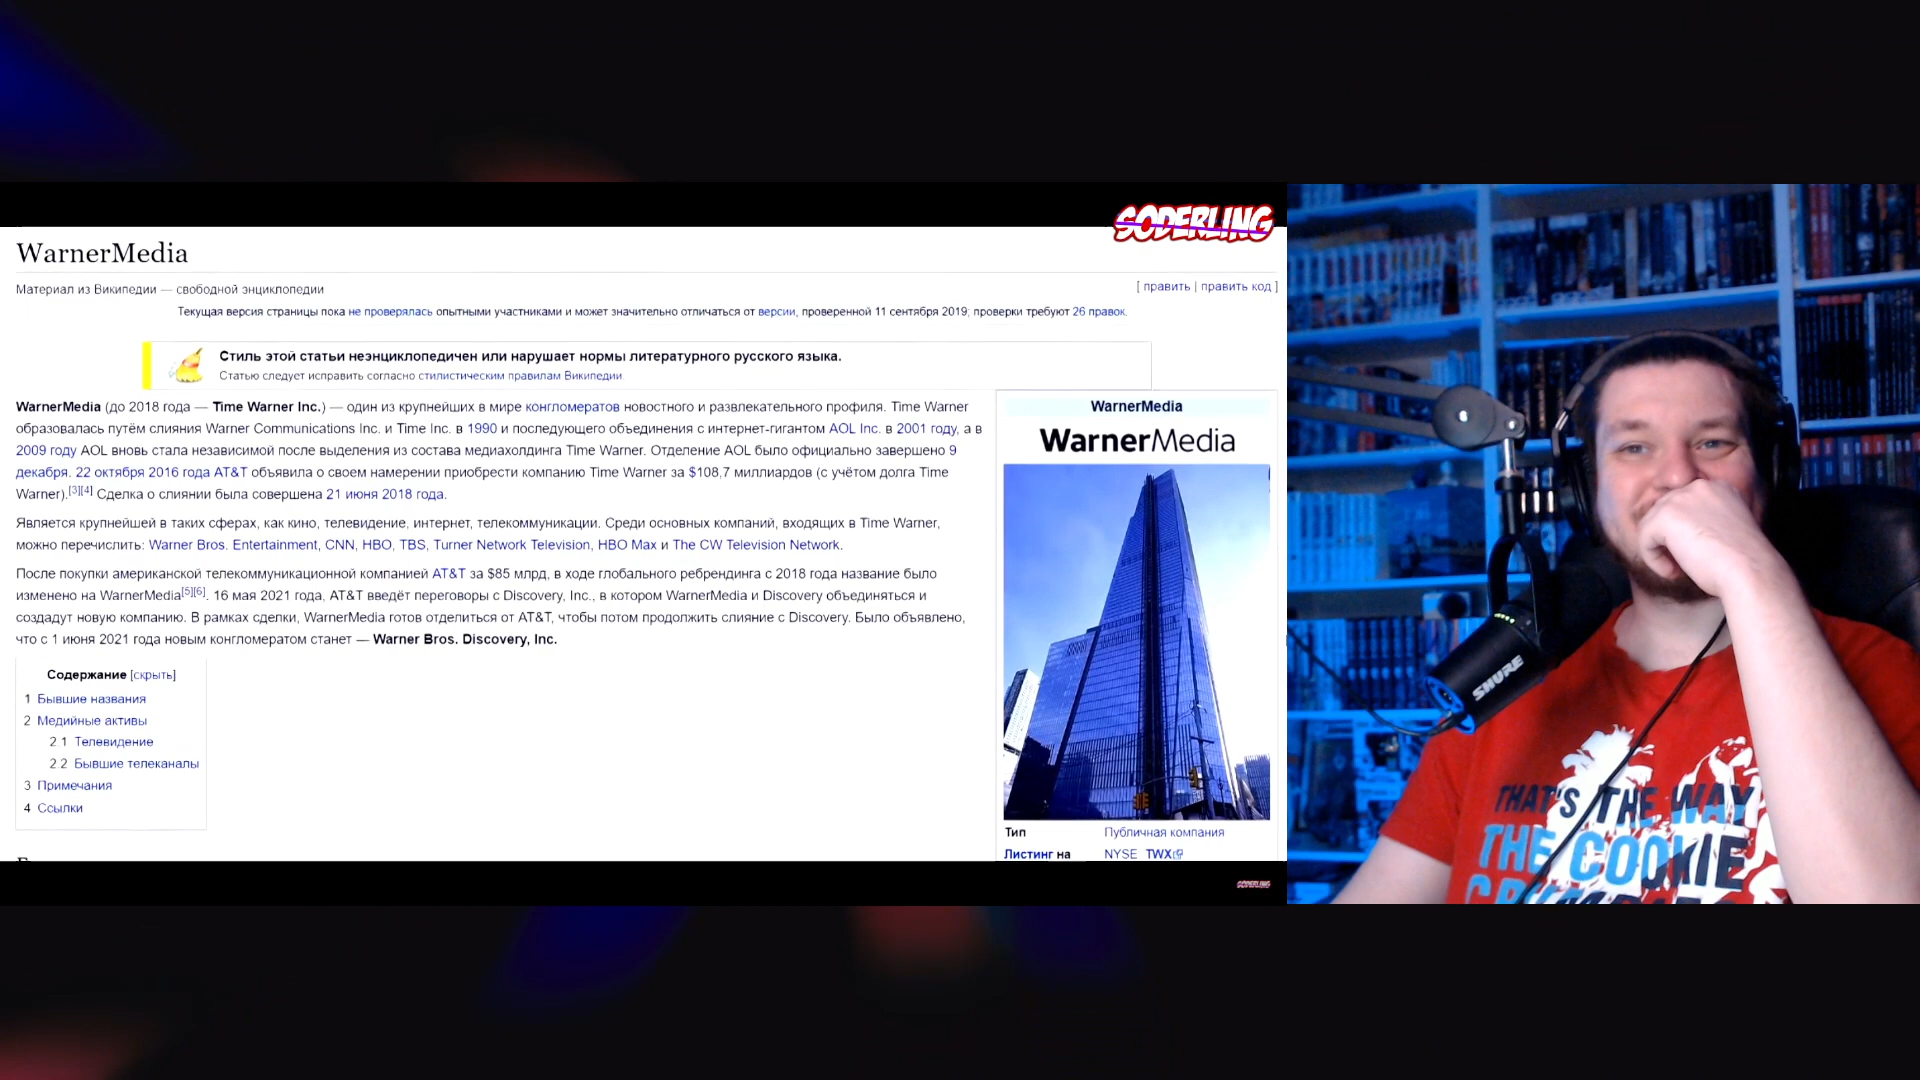 SODERLING
WarnerMedia
Материал из Википедии — свободной энциклопедии
[ править | править код ]
Текущая версия страницы пока не проверялась опытными участниками и может значительно отличаться от версии, проверенной 11 сентября 2019; проверки требуют 26 правок.
Стиль этой статьи неэнциклопедичен или нарушает нормы литературного русского языка.
Статью следует исправить согласно стилистическим правилам Википедии.
WarnerMedia (до 2018 года — Time Warner Inc.) — один из крупнейших в мире конгломератов новостного и развлекательного профиля. Time Warner
образовалась путём слияния Warner Communications Inc. и Time Inc. в 1990 и последующего объединения с интернет-гигантом AOL Inc. в 2001 году, а в
2009 году AOL вновь стала независимой после выделения из состава медиахолдинга Time Warner. Отделение AOL было официально завершено 9
декабря. 22 октября 2016 года AT&T объявила о своем намерении приобрести компанию Time Warner за $108,7 миллиардов (с учётом долга Time
Warner).[3][4] Сделка о слиянии была совершена 21 июня 2018 года.
Является крупнейшей в таких сферах, как кино, телевидение, интернет, телекоммуникации. Среди основных компаний, входящих в Time Warner,
можно перечислить: Warner Bros. Entertainment, CNN, HBO, TBS, Turner Network Television, HBO Max и The CW Television Network.
После покупки американской телекоммуникационной компанией AT&T за $85 млрд, в ходе глобального ребрендинга с 2018 года название было
изменено на WarnerMedia[5][6]. 16 мая 2021 года, AT&T введёт переговоры с Discovery, Inc., в котором WarnerMedia и Discovery объединяться и
создадут новую компанию. В рамках сделки, WarnerMedia готов отделиться от AT&T, чтобы потом продолжить слияние с Discovery. Было объявлено,
что с 1 июня 2021 года новым конгломератом станет — Warner Bros. Discovery, Inc.
Содержание [скрыть]
1 Бывшие названия
2 Медийные активы
2.1 Телевидение
2.2 Бывшие телеканалы
3 Примечания
4 Ссылки
WarnerMedia
WarnerMedia
Тип Публичная компания
Листинг на NYSE TWX
SODERLING
SHURE
THAT'S THE WAY
THE COOKIE